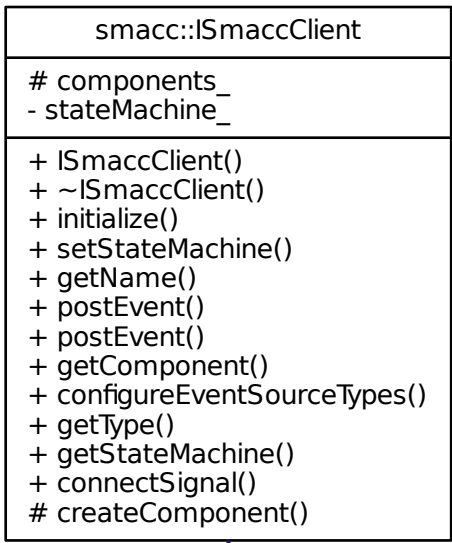 smacc::ISmaccClient
# components_
- stateMachine_
+ ISmaccClient()
+ ~ISmaccClient()
+ initialize()
+ setStateMachine()
+ getName()
+ postEvent()
+ postEvent()
+ getComponent()
+ configureEventSourceTypes()
+ getType()
+ getStateMachine()
+ connectSignal()
# createComponent()